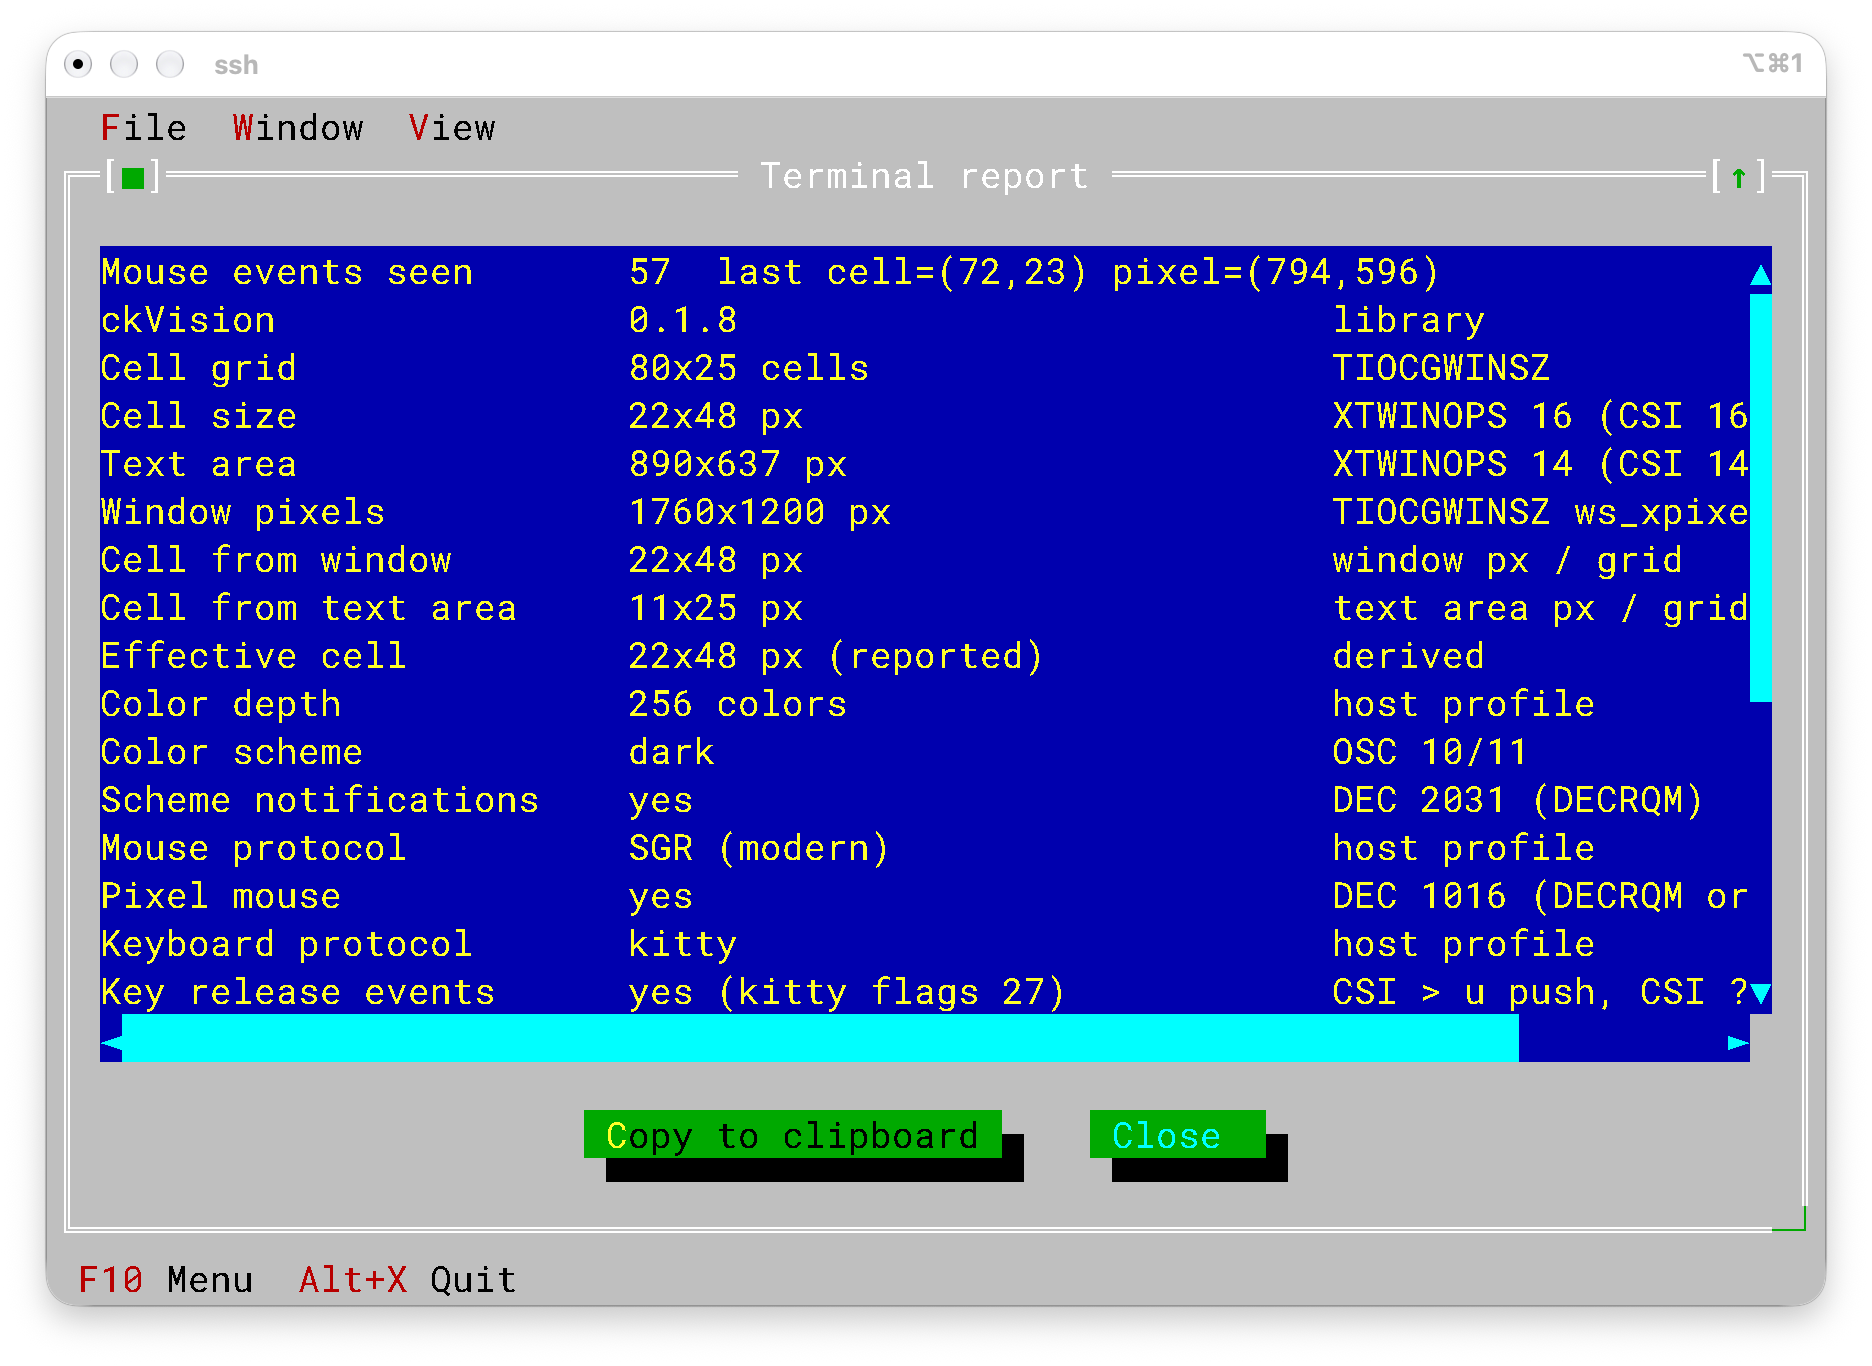 ssh ⌥⌘1
File Window View
[■] Terminal report [↑]
Mouse events seen 57 last cell=(72,23) pixel=(794,596)
ckVision 0.1.8 library
Cell grid 80x25 cells TIOCGWINSZ
Cell size 22x48 px XTWINOPS 16 (CSI 16
Text area 890x637 px XTWINOPS 14 (CSI 14
Window pixels 1760x1200 px TIOCGWINSZ ws_xpixe
Cell from window 22x48 px window px / grid
Cell from text area 11x25 px text area px / grid
Effective cell 22x48 px (reported) derived
Color depth 256 colors host profile
Color scheme dark OSC 10/11
Scheme notifications yes DEC 2031 (DECRQM)
Mouse protocol SGR (modern) host profile
Pixel mouse yes DEC 1016 (DECRQM or
Keyboard protocol kitty host profile
Key release events yes (kitty flags 27) CSI > u push, CSI ?
Copy to clipboard Close
F10 Menu Alt+X Quit